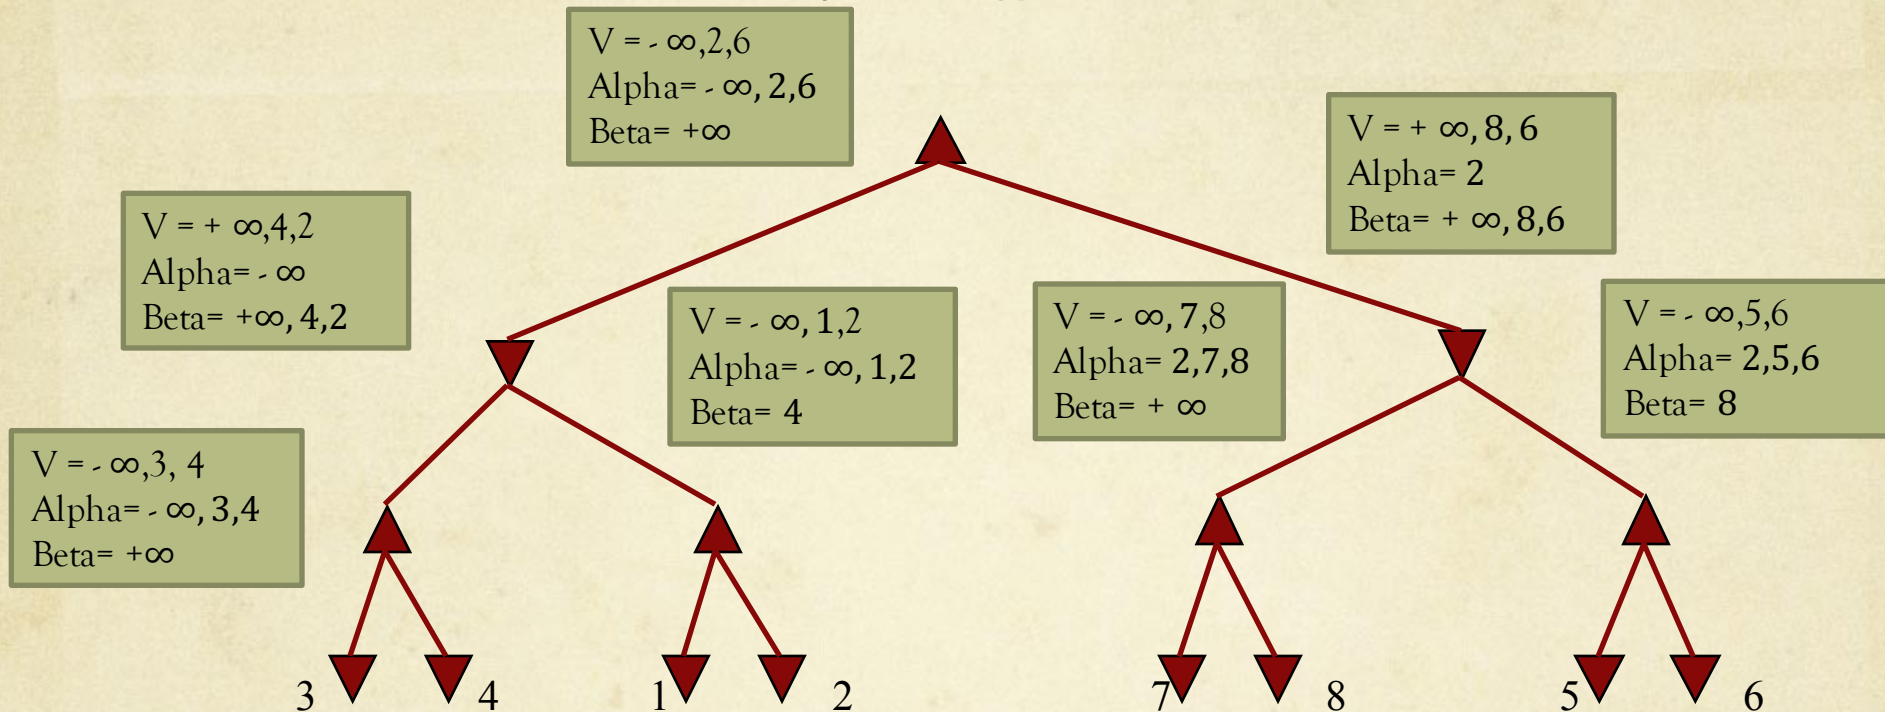 V = - ∞,2,6
Alpha= - ∞, 2,6
Beta= +∞
V = + ∞, 8, 6
Alpha= 2
Beta= + ∞, 8,6
V = + ∞,4,2
Alpha= - ∞
Beta= +∞, 4,2
V = - ∞, 1,2
Alpha= - ∞, 1,2
Beta= 4
V = - ∞, 7,8
Alpha= 2,7,8
Beta= + ∞
V = - ∞,5,6
Alpha= 2,5,6
Beta= 8
V = - ∞,3, 4
Alpha= - ∞, 3,4
Beta= +∞
3 4 1 2 7 8 5 6